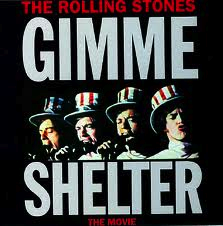 THE ROLLING STONES
GIMME
SHELTER
THE MOVIE